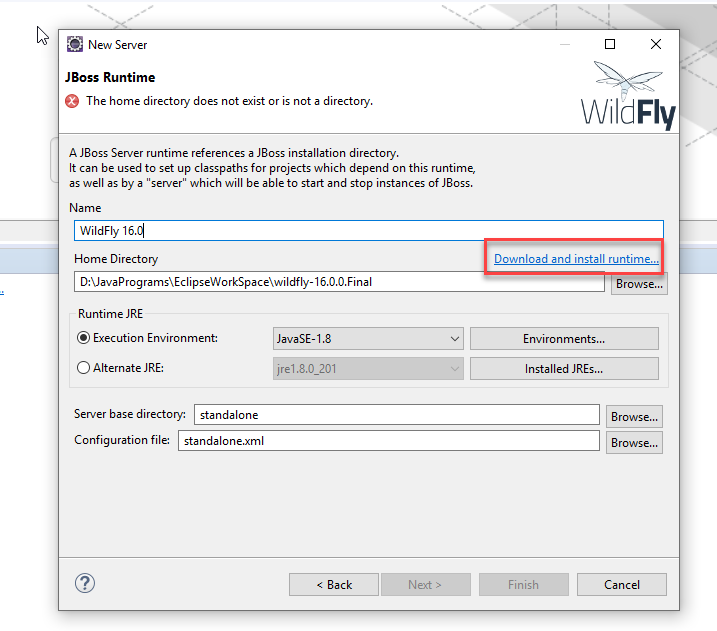 New Server
JBoss Runtime
The home directory does not exist or is not a directory.
WildFly
A JBoss Server runtime references a JBoss installation directory.
It can be used to set up classpaths for projects which depend on this runtime,
as well as by a "server" which will be able to start and stop instances of JBoss.
Name
WildFly 16.0
Home Directory
Download and install runtime...
D:\JavaPrograms\EclipseWorkSpace\wildfly-16.0.0.Final
Browse...
Runtime JRE
Execution Environment:
JavaSE-1.8
Environments...
Alternate JRE:
jre1.8.0_201
Installed JREs...
Server base directory:
standalone
Browse...
Configuration file:
standalone.xml
Browse...
?
< Back
Next >
Finish
Cancel